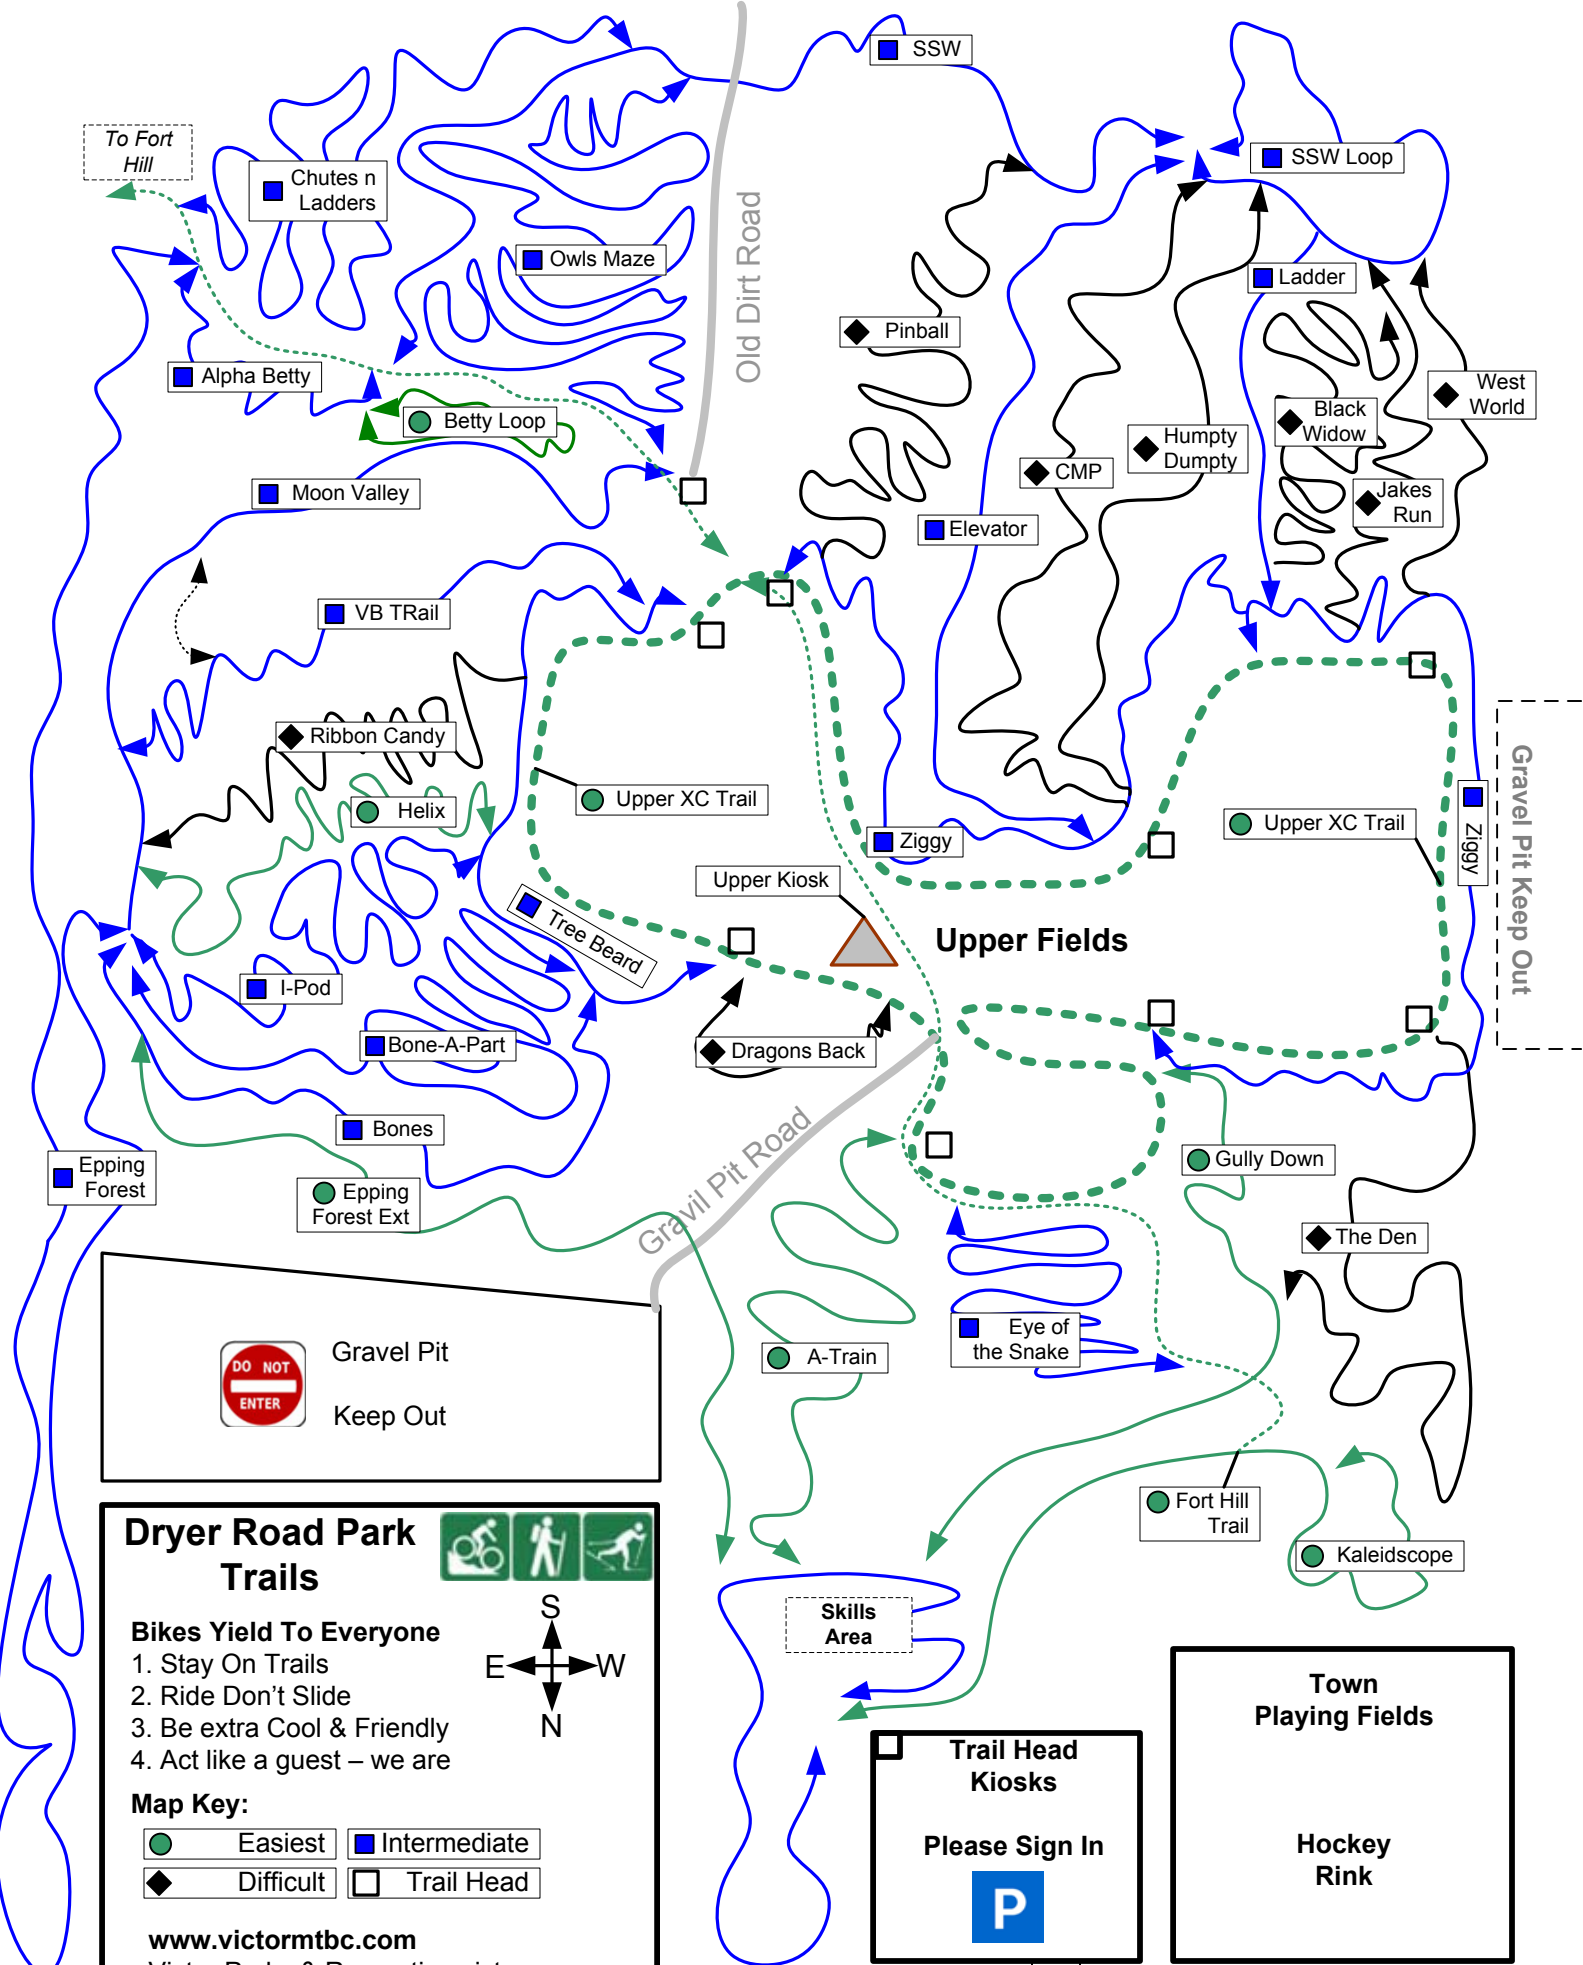 SSW
To Fort
Hill
SSW Loop
Chutes n
Ladders
Owls Maze
Old Dirt Road
Ladder
Pinball
Alpha Betty
Betty Loop
West
World
Black
Widow
Humpty
Dumpty
CMP
Moon Valley
Jakes
Run
Elevator
VB TRail
Ribbon Candy
Helix
Upper XC Trail
Upper XC Trail
Ziggy
Ziggy
Gravel Pit Keep Out
Upper Kiosk
Tree Beard
Upper Fields
I-Pod
Bone-A-Part
Dragons Back
Bones
Gravil Pit Road
Gully Down
Epping
Forest
Epping
Forest Ext
The Den
Eye of
the Snake
A-Train
DO NOT
ENTER
Gravel Pit
Keep Out
Fort Hill
Trail
Kaleidscope
Dryer Road Park
Trails
S
E
W
N
Bikes Yield To Everyone
1. Stay On Trails
2. Ride Don't Slide
3. Be extra Cool & Friendly
4. Act like a guest – we are
Map Key:
Easiest
Intermediate
Difficult
Trail Head
www.victormtbc.com
Skills
Area
Trail Head
Kiosks
Please Sign In
P
Town
Playing Fields
Hockey
Rink